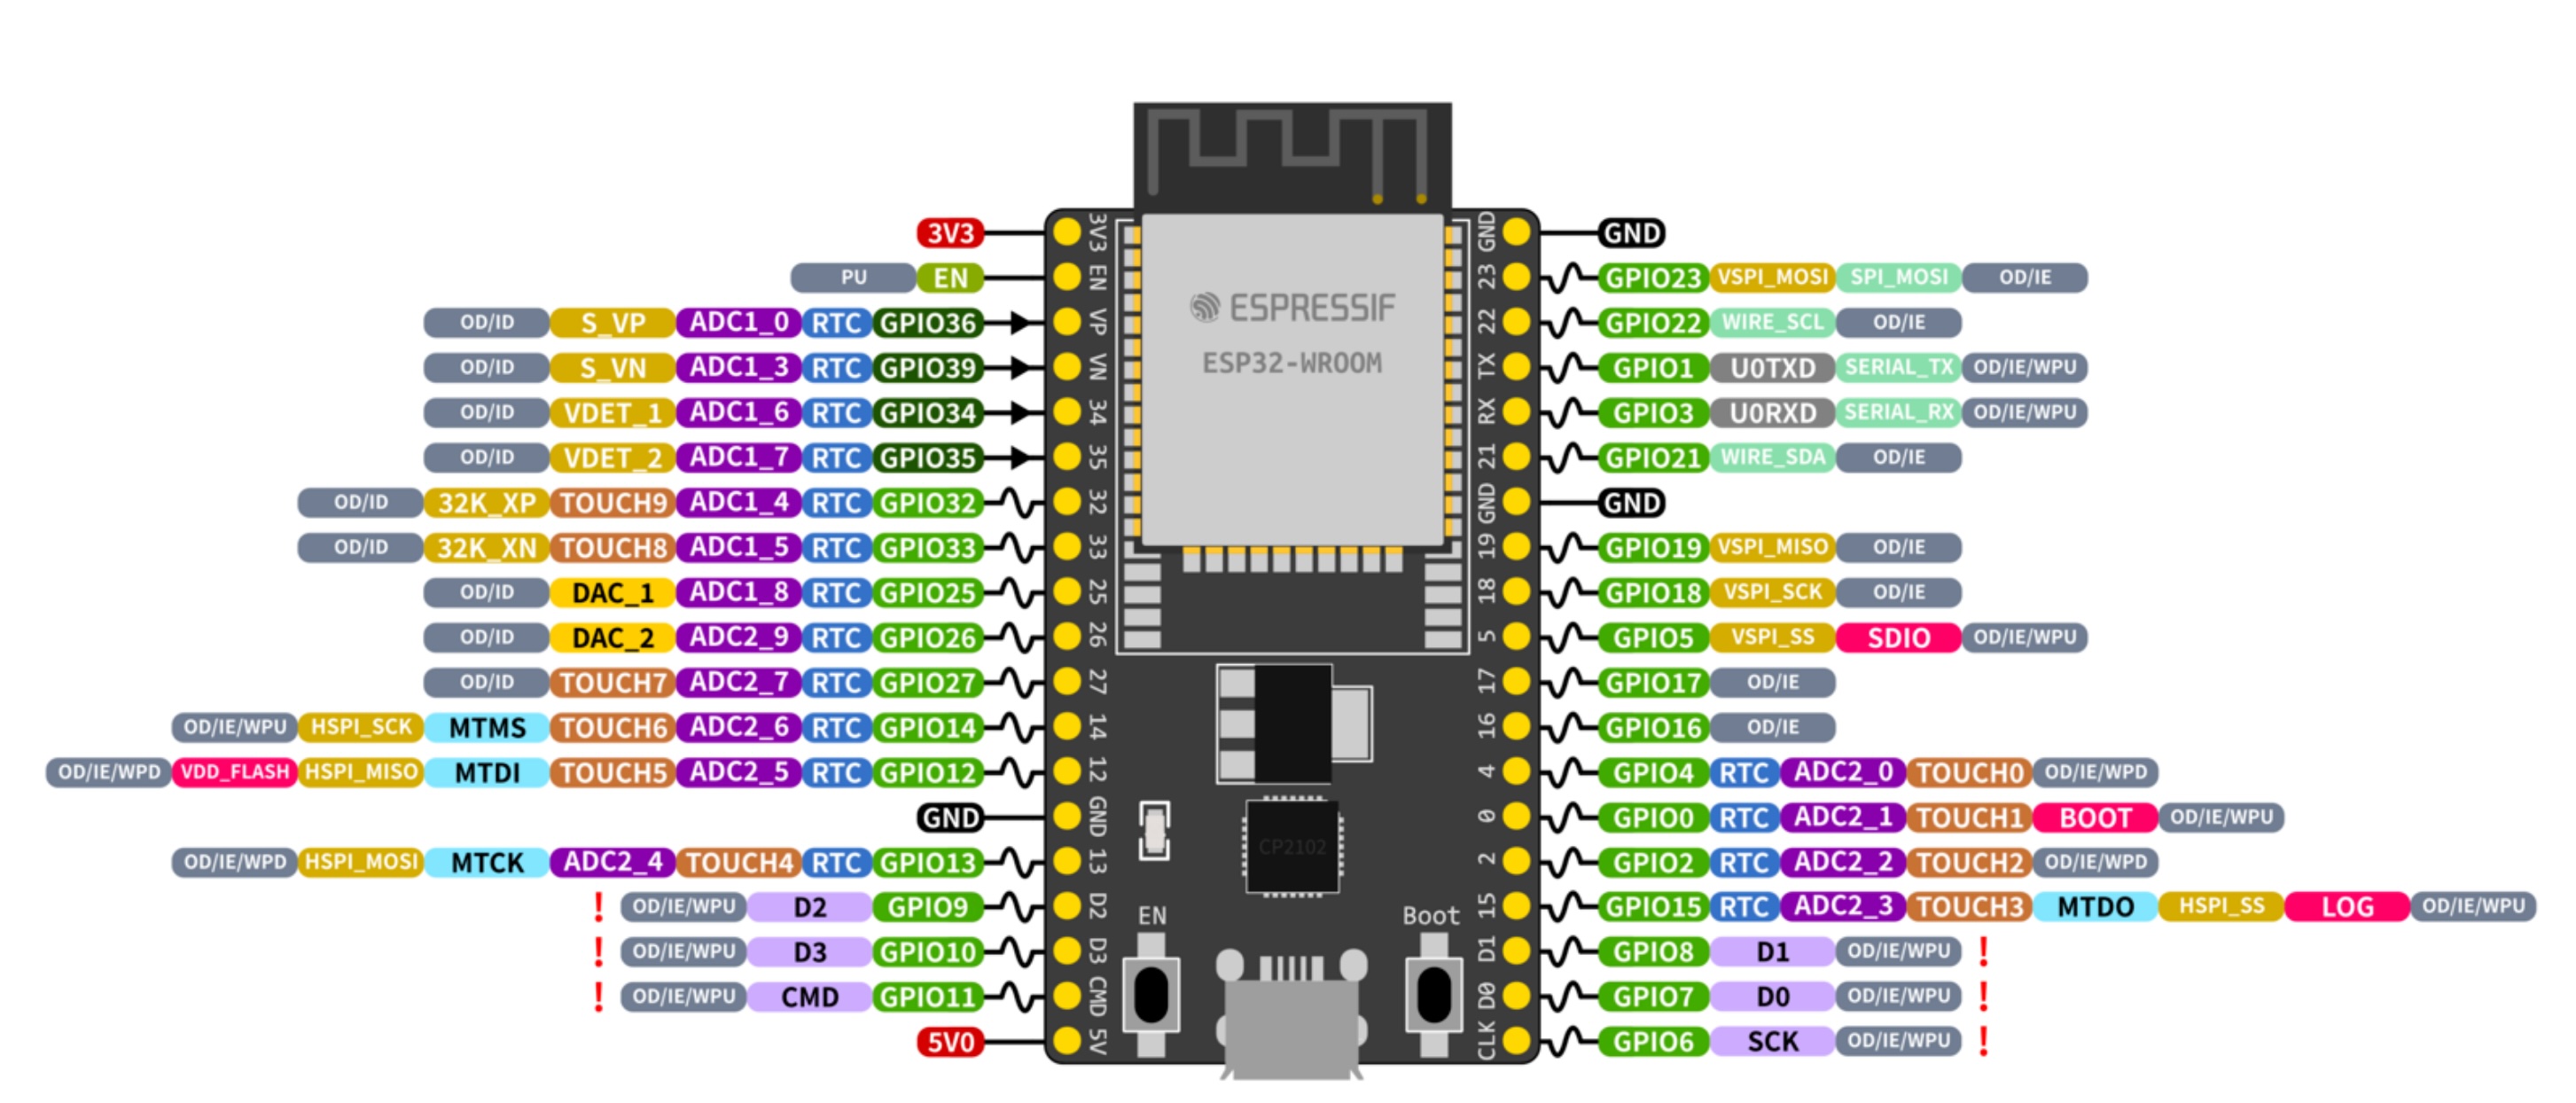 3V3 3V3 GND GND
PU EN EN 23 GPIO23 VSPI_MOSI SPI_MOSI OD/IE
OD/ID S_VP ADC1_0 RTC GPIO36 VP 22 GPIO22 WIRE_SCL OD/IE
ESPRESSIF
OD/ID S_VN ADC1_3 RTC GPIO39 VN TX GPIO1 U0TXD SERIAL_TX OD/IE/WPU
ESP32-WROOM
OD/ID VDET_1 ADC1_6 RTC GPIO34 34 RX GPIO3 U0RXD SERIAL_RX OD/IE/WPU
OD/ID VDET_2 ADC1_7 RTC GPIO35 35 21 GPIO21 WIRE_SDA OD/IE
OD/ID 32K_XP TOUCH9 ADC1_4 RTC GPIO32 32 GND GND
OD/ID 32K_XN TOUCH8 ADC1_5 RTC GPIO33 33 19 GPIO19 VSPI_MISO OD/IE
OD/ID DAC_1 ADC1_8 RTC GPIO25 25 18 GPIO18 VSPI_SCK OD/IE
OD/ID DAC_2 ADC2_9 RTC GPIO26 26 5 GPIO5 VSPI_SS SDIO OD/IE/WPU
OD/ID TOUCH7 ADC2_7 RTC GPIO27 27 17 GPIO17 OD/IE
OD/IE/WPU HSPI_SCK MTMS TOUCH6 ADC2_6 RTC GPIO14 14 16 GPIO16 OD/IE
OD/IE/WPD VDD_FLASH HSPI_MISO MTDI TOUCH5 ADC2_5 RTC GPIO12 12 4 GPIO4 RTC ADC2_0 TOUCH0 OD/IE/WPD
GND GND 0 GPIO0 RTC ADC2_1 TOUCH1 BOOT OD/IE/WPU
CP2102
OD/IE/WPD HSPI_MOSI MTCK ADC2_4 TOUCH4 RTC GPIO13 13 2 GPIO2 RTC ADC2_2 TOUCH2 OD/IE/WPD
! OD/IE/WPU D2 GPIO9 D2 EN Boot 15 GPIO15 RTC ADC2_3 TOUCH3 MTDO HSPI_SS LOG OD/IE/WPU
! OD/IE/WPU D3 GPIO10 D3 D1 GPIO8 D1 OD/IE/WPU !
! OD/IE/WPU CMD GPIO11 CMD D0 GPIO7 D0 OD/IE/WPU !
5V0 5V CLK GPIO6 SCK OD/IE/WPU !